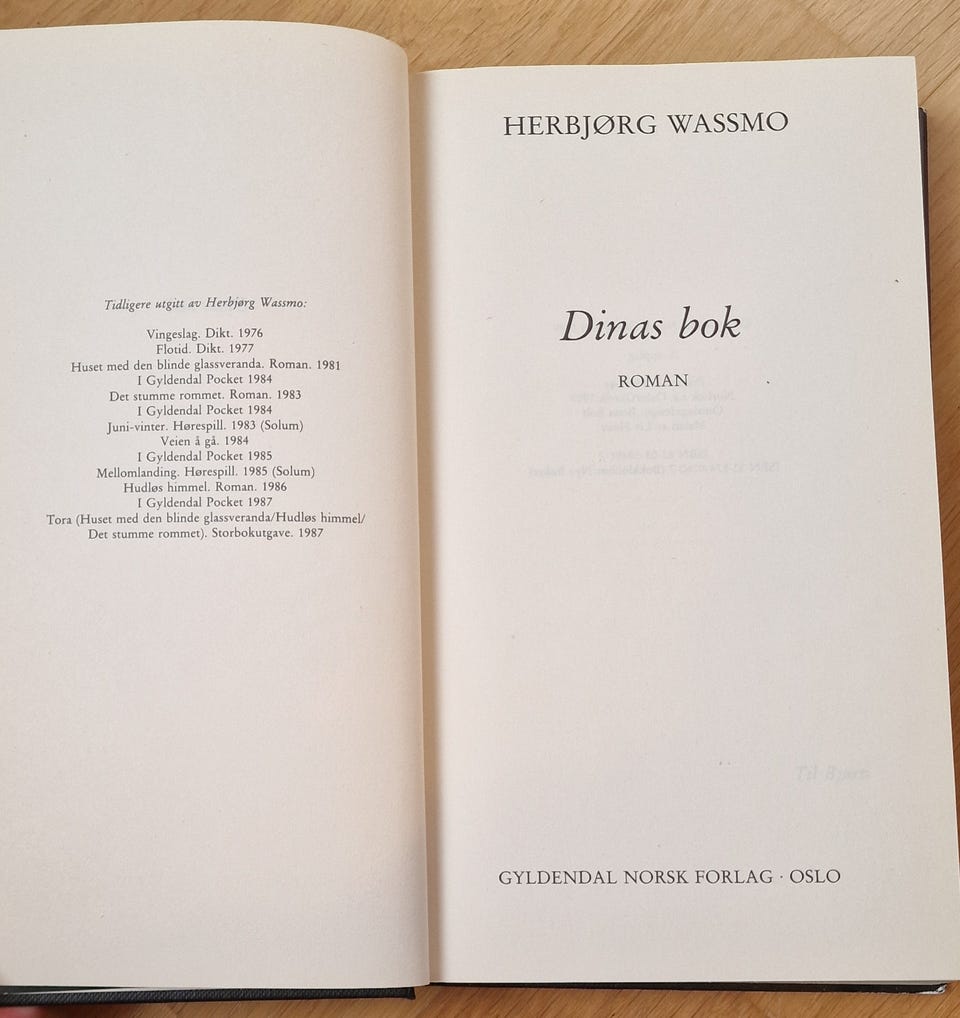 Tidligere utgitt av Herbjørg Wassmo:
Vingeslag. Dikt. 1976
Flotid. Dikt. 1977
Huset med den blinde glassveranda. Roman. 1981
I Gyldendal Pocket 1984
Det stumme rommet. Roman. 1983
I Gyldendal Pocket 1984
Juni-vinter. Hørespill. 1983 (Solum)
Veien å gå. 1984
I Gyldendal Pocket 1985
Mellomlanding. Hørespill. 1985 (Solum)
Hudløs himmel. Roman. 1986
I Gyldendal Pocket 1987
Tora (Huset med den blinde glassveranda/Hudløs himmel/
Det stumme rommet). Storbokutgave. 1987
HERBJØRG WASSMO
Dinas bok
ROMAN
Til
GYLDENDAL NORSK FORLAG · OSLO